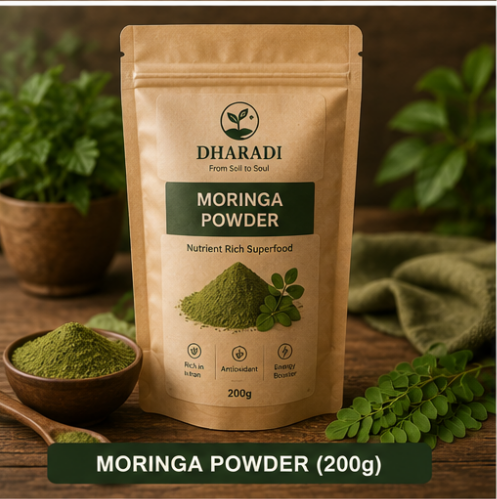 DHARADI
From Soil to Soul
MORINGA
POWDER
Nutrient Rich Superfood
Rich in
Antioxidant
Energy
Booster
200g
MORINGA POWDER (200g)